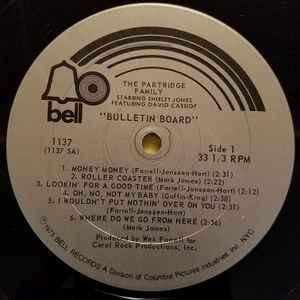 THE PARTRIDGE
FAMILY
STARRING SHIRLEY JONES
FEATURING DAVID CASSIDY
"BULLETIN BOARD"
bell
1137
(1137 SA)
Side 1
33 1/3 RPM
1. MONEY MONEY (Farrell-Janssen-Hart) (2:31)
2. ROLLER COASTER (Mark James) (2:22)
3. LOOKIN' FOR A GOOD TIME (Farrell-Janssen-Hart) (2:12)
4. OH, NO, NOT MY BABY (Goffin-King) (2:51)
5. I WOULDN'T PUT NOTHIN' OVER ON YOU (2:51)
(Farrell-Janssen-Hart)
6. WHERE DO WE GO FROM HERE (2:36)
(Mark James)
Produced by Wes Farrell for
Coral Rock Productions, Inc.
©1973 BELL RECORDS A Division of Columbia Pictures Industries, Inc. NYC